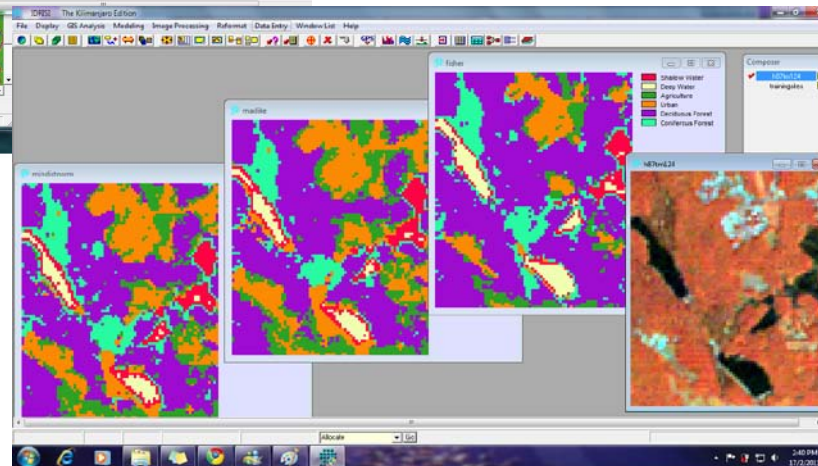 IDRISI The Kilimanjaro Edition
File Display GIS Analysis Modeling Image Processing Reformat Data Entry Window List Help
fisher
Shallow Water
Deep Water
Agriculture
Urban
Deciduous Forest
Coniferous Forest
Composer
h87tm124
trainingsites
maxlike
h87tm124
mindistnorm
Allocate Go
2:40 PM